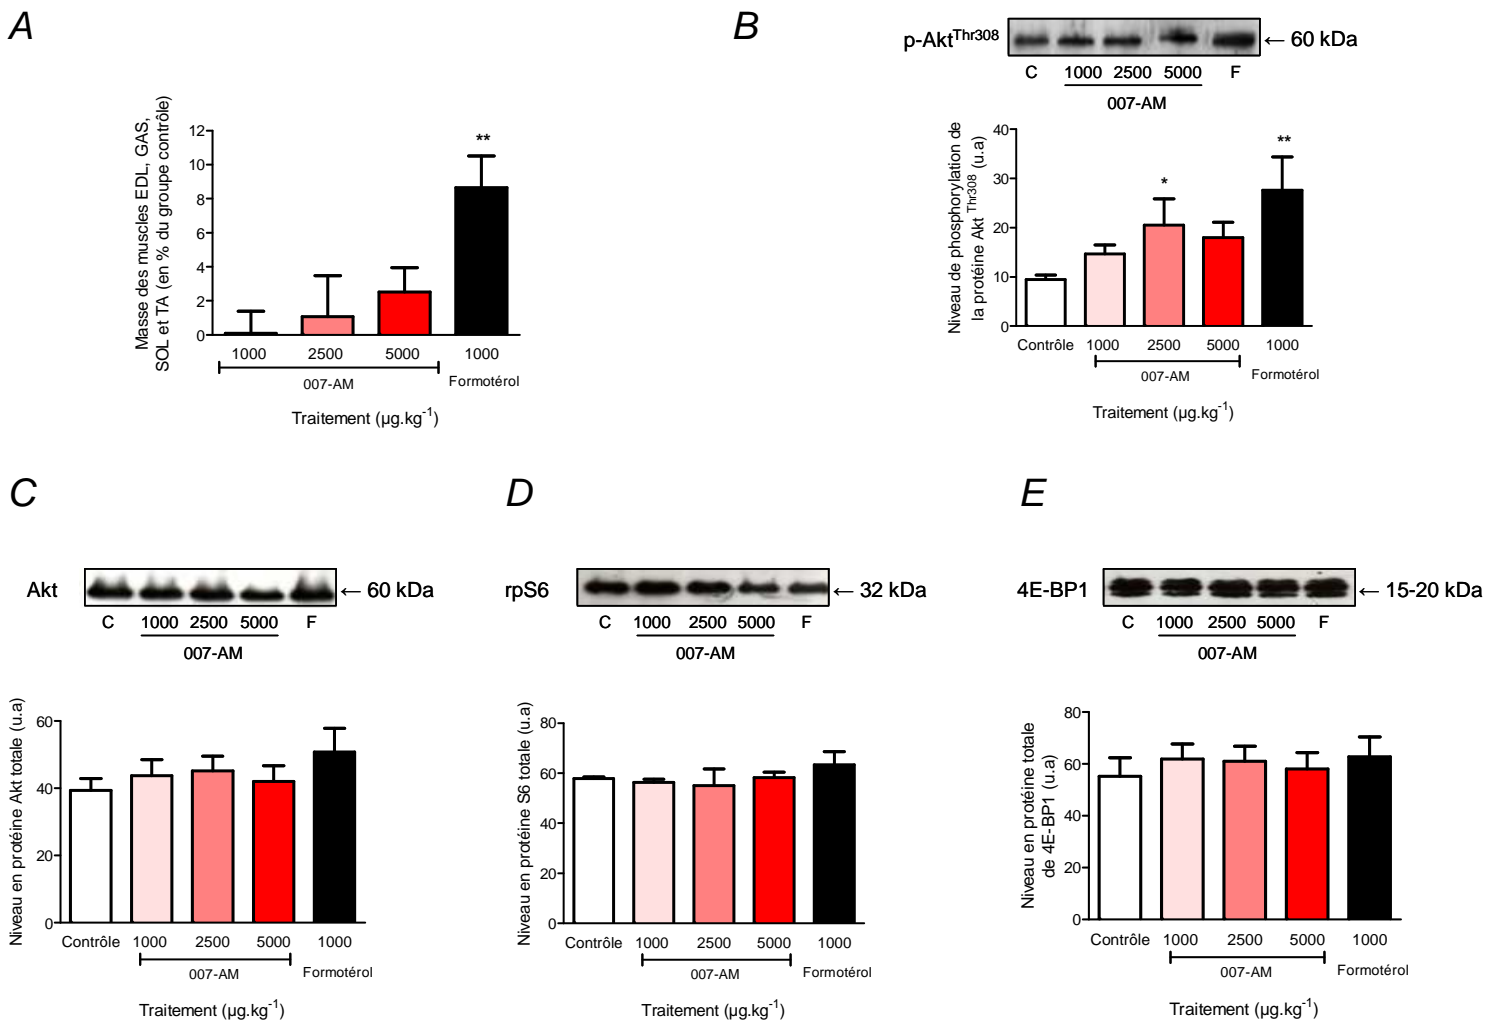 A
Masse des muscles EDL, GAS,
SOL et TA (en % du groupe contrôle)
12
10
8
6
4
2
0
**
1000 2500 5000 1000
007-AM Formotérol
Traitement (µg.kg-1)
B
p-AktThr308 ← 60 kDa
C 1000 2500 5000 F
007-AM
Niveau de phosphorylation de
la protéine Akt Thr308 (u.a)
40
30
20
10
0
* **
Contrôle 1000 2500 5000 1000
007-AM Formotérol
Traitement (µg.kg-1)
C
Akt ← 60 kDa
C 1000 2500 5000 F
007-AM
Niveau en protéine Akt totale (u.a)
60
40
20
0
Contrôle 1000 2500 5000 1000
007-AM Formotérol
Traitement (µg.kg-1)
D
rpS6 ← 32 kDa
C 1000 2500 5000 F
007-AM
Niveau en protéine S6 totale (u.a)
80
60
40
20
0
Contrôle 1000 2500 5000 1000
007-AM Formotérol
Traitement (µg.kg-1)
E
4E-BP1 ← 15-20 kDa
C 1000 2500 5000 F
007-AM
Niveau en protéine totale
de 4E-BP1 (u.a)
80
60
40
20
0
Contrôle 1000 2500 5000 1000
007-AM Formotérol
Traitement (µg.kg-1)